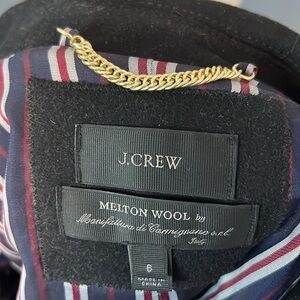 J.CREW
MELTON WOOL by
Manifattura di Carmignano s.r.l.
Italy
6
MADE IN
CHINA